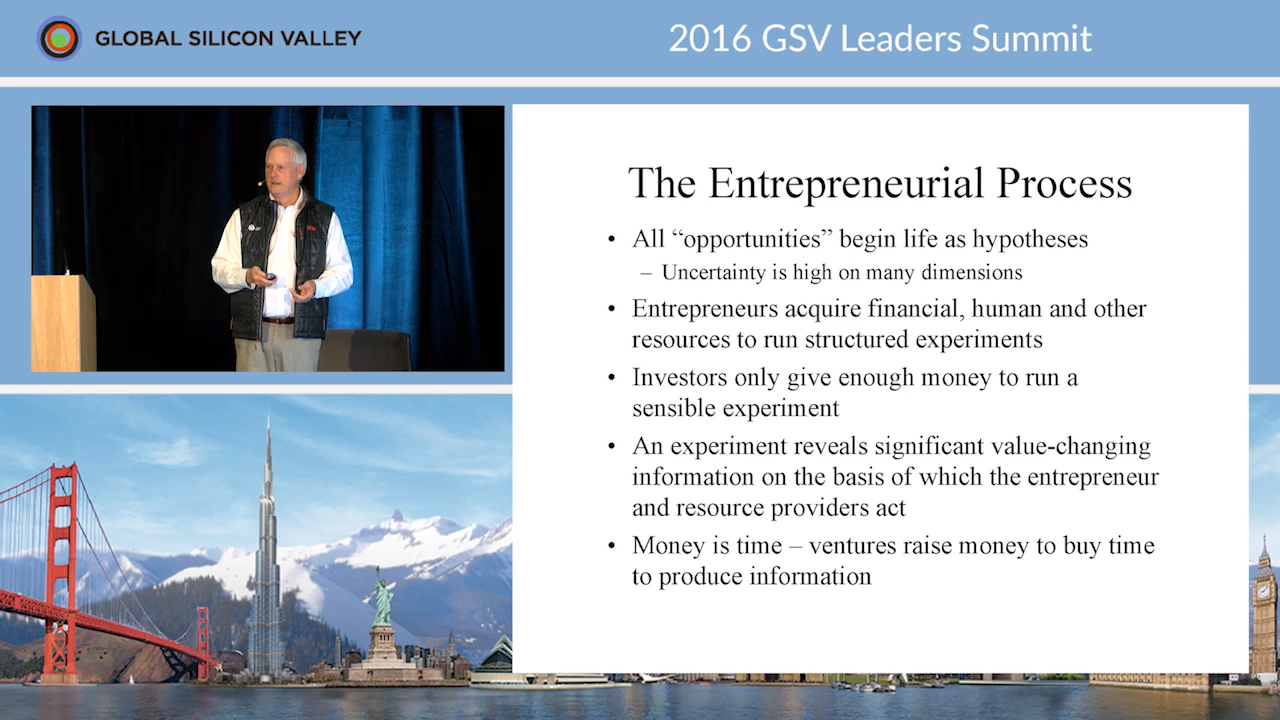 GLOBAL SILICON VALLEY
2016 GSV Leaders Summit
The Entrepreneurial Process
• All “opportunities” begin life as hypotheses
– Uncertainty is high on many dimensions
• Entrepreneurs acquire financial, human and other
resources to run structured experiments
• Investors only give enough money to run a
sensible experiment
• An experiment reveals significant value-changing
information on the basis of which the entrepreneur
and resource providers act
• Money is time – ventures raise money to buy time
to produce information